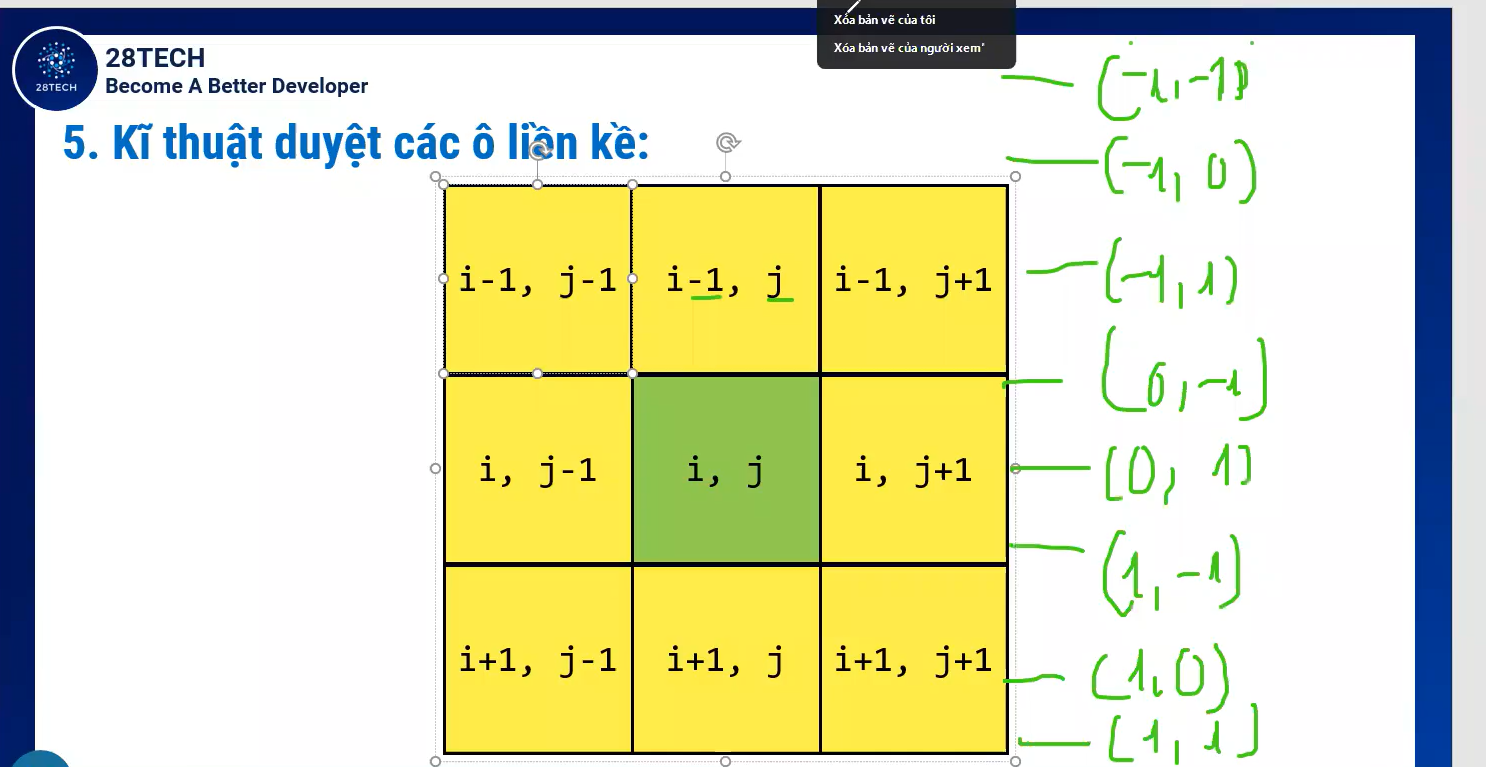 Xóa bản vẽ của tôi
Xóa bản vẽ của người xem
28TECH
28TECH
Become A Better Developer
5. Kĩ thuật duyệt các ô liền kề:
i-1, j-1 i-1, j i-1, j+1
i, j-1 i, j i, j+1
i+1, j-1 i+1, j i+1, j+1
(-1, -1)
(-1, 0)
(-1, 1)
(0, -1)
(0, 1)
(1, -1)
(1, 0)
(1, 1)